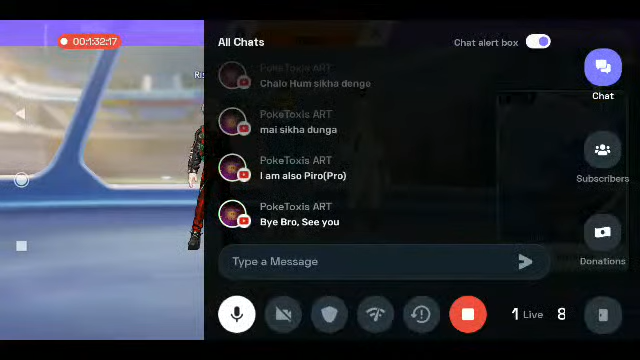 00:1:32:17
All Chats
Chat alert box
PokeToxis ART
Chalo Hum sikha denge
PokeToxis ART
mai sikha dunga
PokeToxis ART
I am also Piro(Pro)
PokeToxis ART
Bye Bro, See you
Type a Message
Chat
Subscribers
Donations
1 Live 8